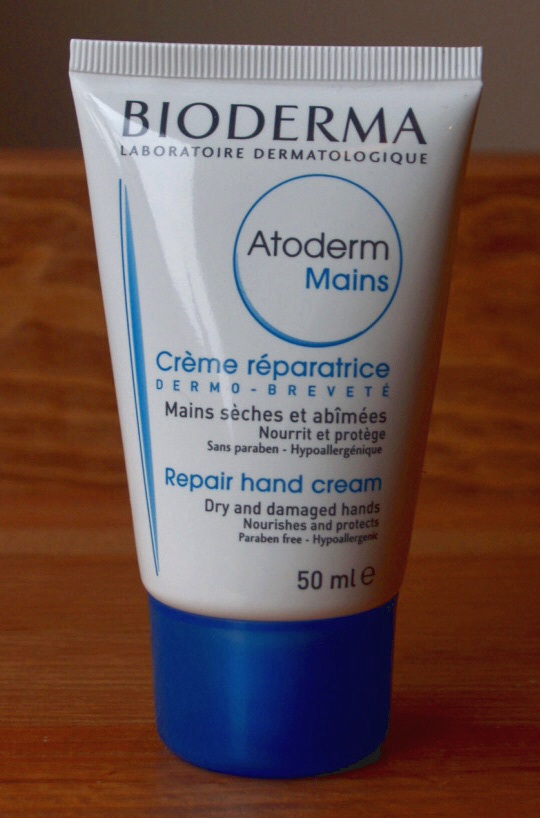 BIODERMA
LABORATOIRE DERMATOLOGIQUE
Atoderm
Mains
Crème réparatrice
DERMO-BREVETÉ
Mains sèches et abîmées
Nourrit et protège
Sans paraben - Hypoallergénique
Repair hand cream
Dry and damaged hands
Nourishes and protects
Paraben free - Hypoallergenic
50 ml ℮